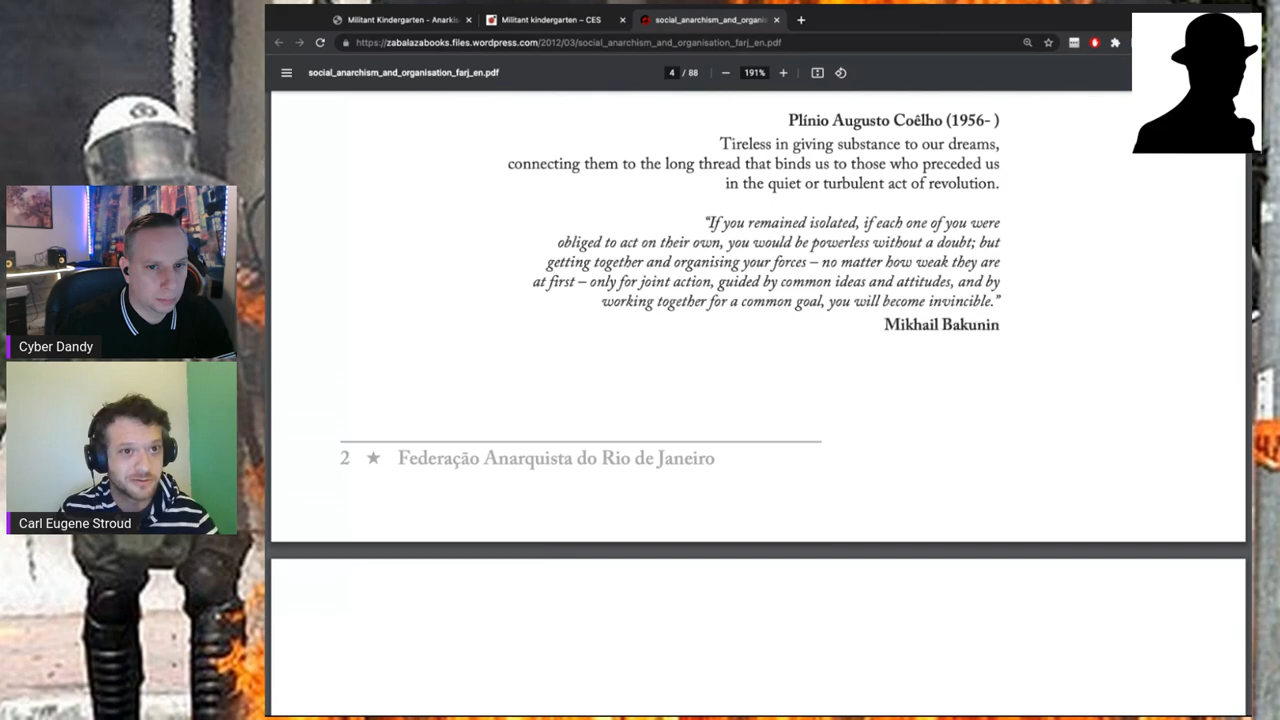 Militant Kindergarten - Anarki
Militant kindergarten – CES
social_anarchism_and_organis
https://zabalazabooks.files.wordpress.com/2012/03/social_anarchism_and_organisation_farj_en.pdf
social_anarchism_and_organisation_farj_en.pdf
4 / 88
191%
Plínio Augusto Coêlho (1956- )
Tireless in giving substance to our dreams,
connecting them to the long thread that binds us to those who preceded us
in the quiet or turbulent act of revolution.
“If you remained isolated, if each one of you were
obliged to act on their own, you would be powerless without a doubt; but
getting together and organising your forces – no matter how weak they are
at first – only for joint action, guided by common ideas and attitudes, and by
working together for a common goal, you will become invincible.”
Mikhail Bakunin
2 ★ Federação Anarquista do Rio de Janeiro
Cyber Dandy
Carl Eugene Stroud